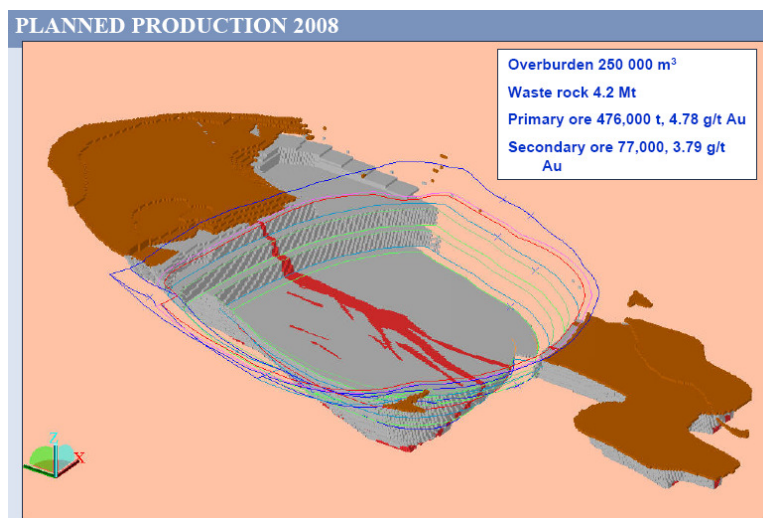 PLANNED PRODUCTION 2008
Overburden 250 000 m³
Waste rock 4.2 Mt
Primary ore 476,000 t, 4.78 g/t Au
Secondary ore 77,000, 3.79 g/t
Au
Z
X